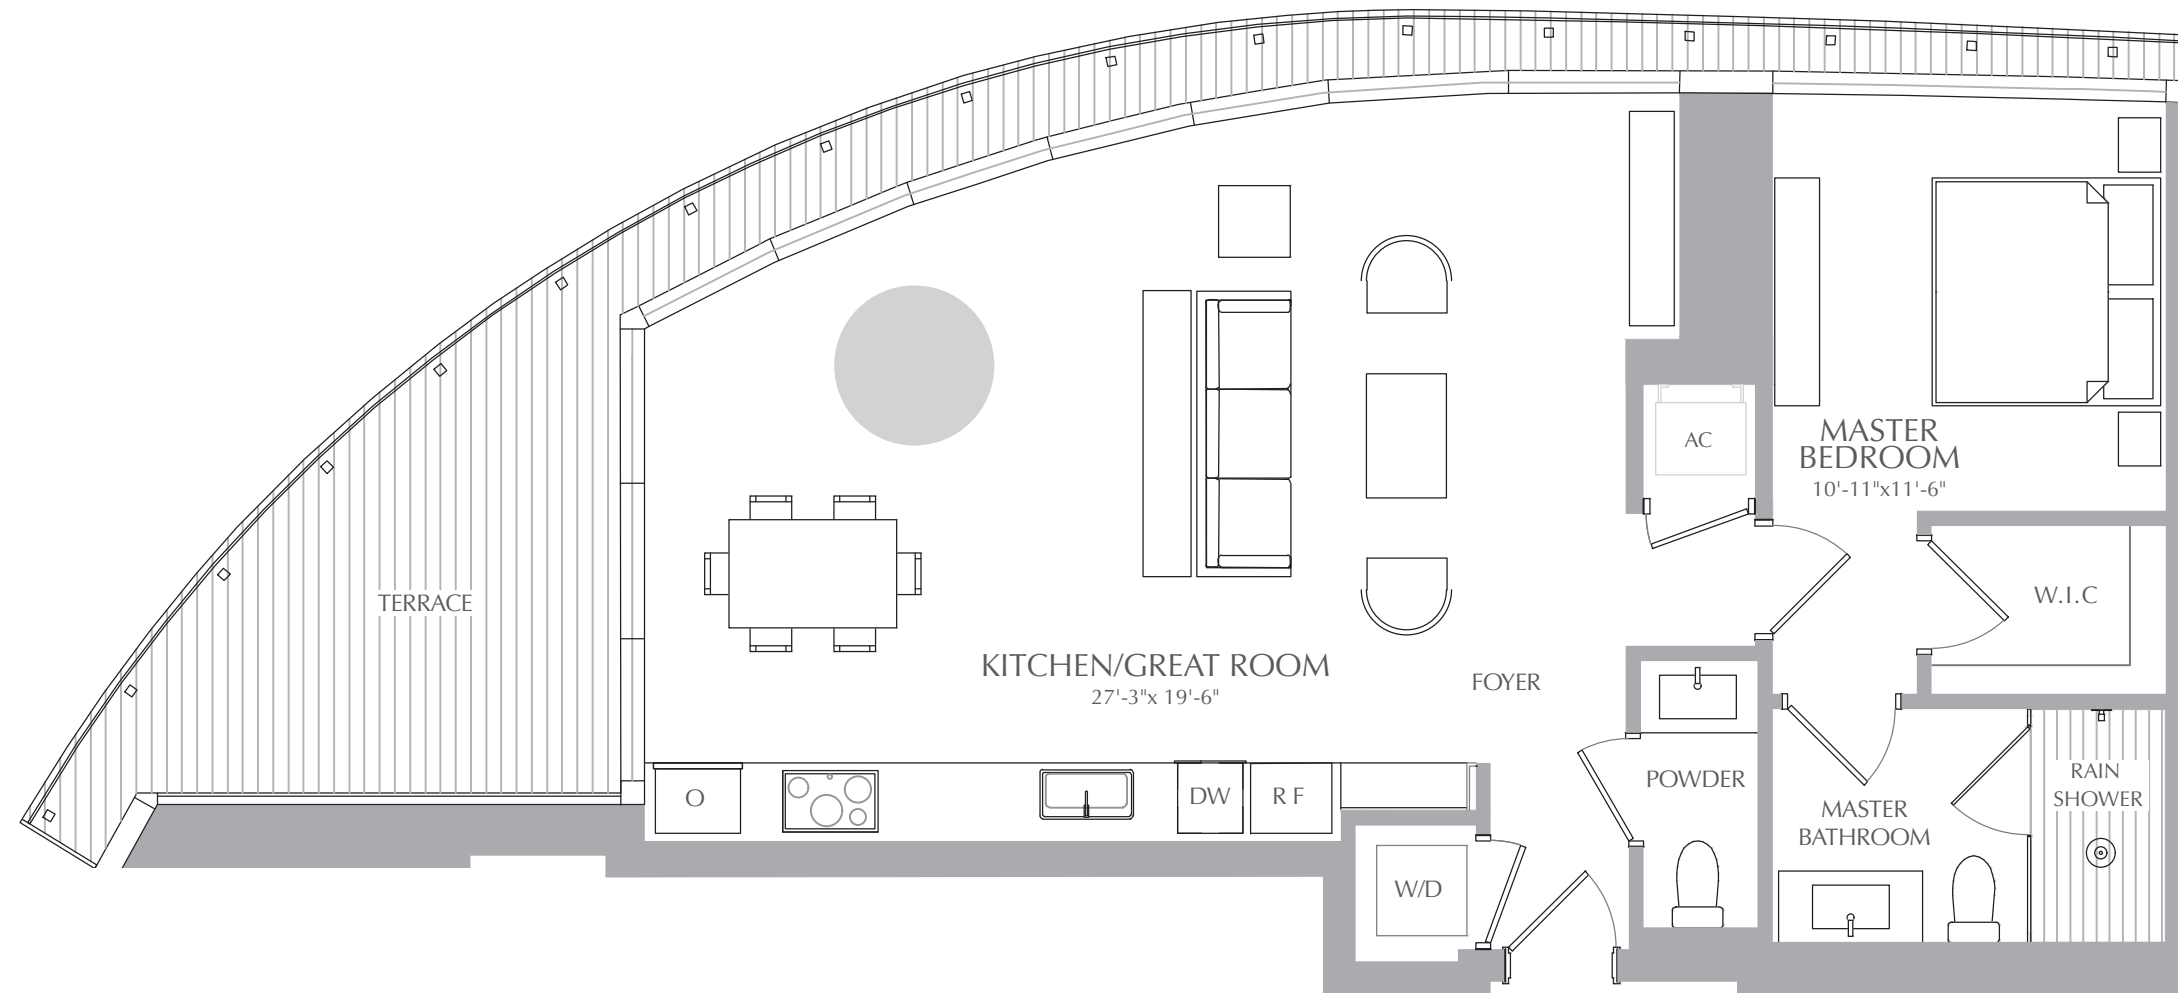 AC
MASTER
BEDROOM
10'-11"x11'-6"
TERRACE
W.I.C
KITCHEN/GREAT ROOM
27'-3"x 19'-6"
FOYER
O
DW
R F
POWDER
RAIN
SHOWER
MASTER
BATHROOM
W/D